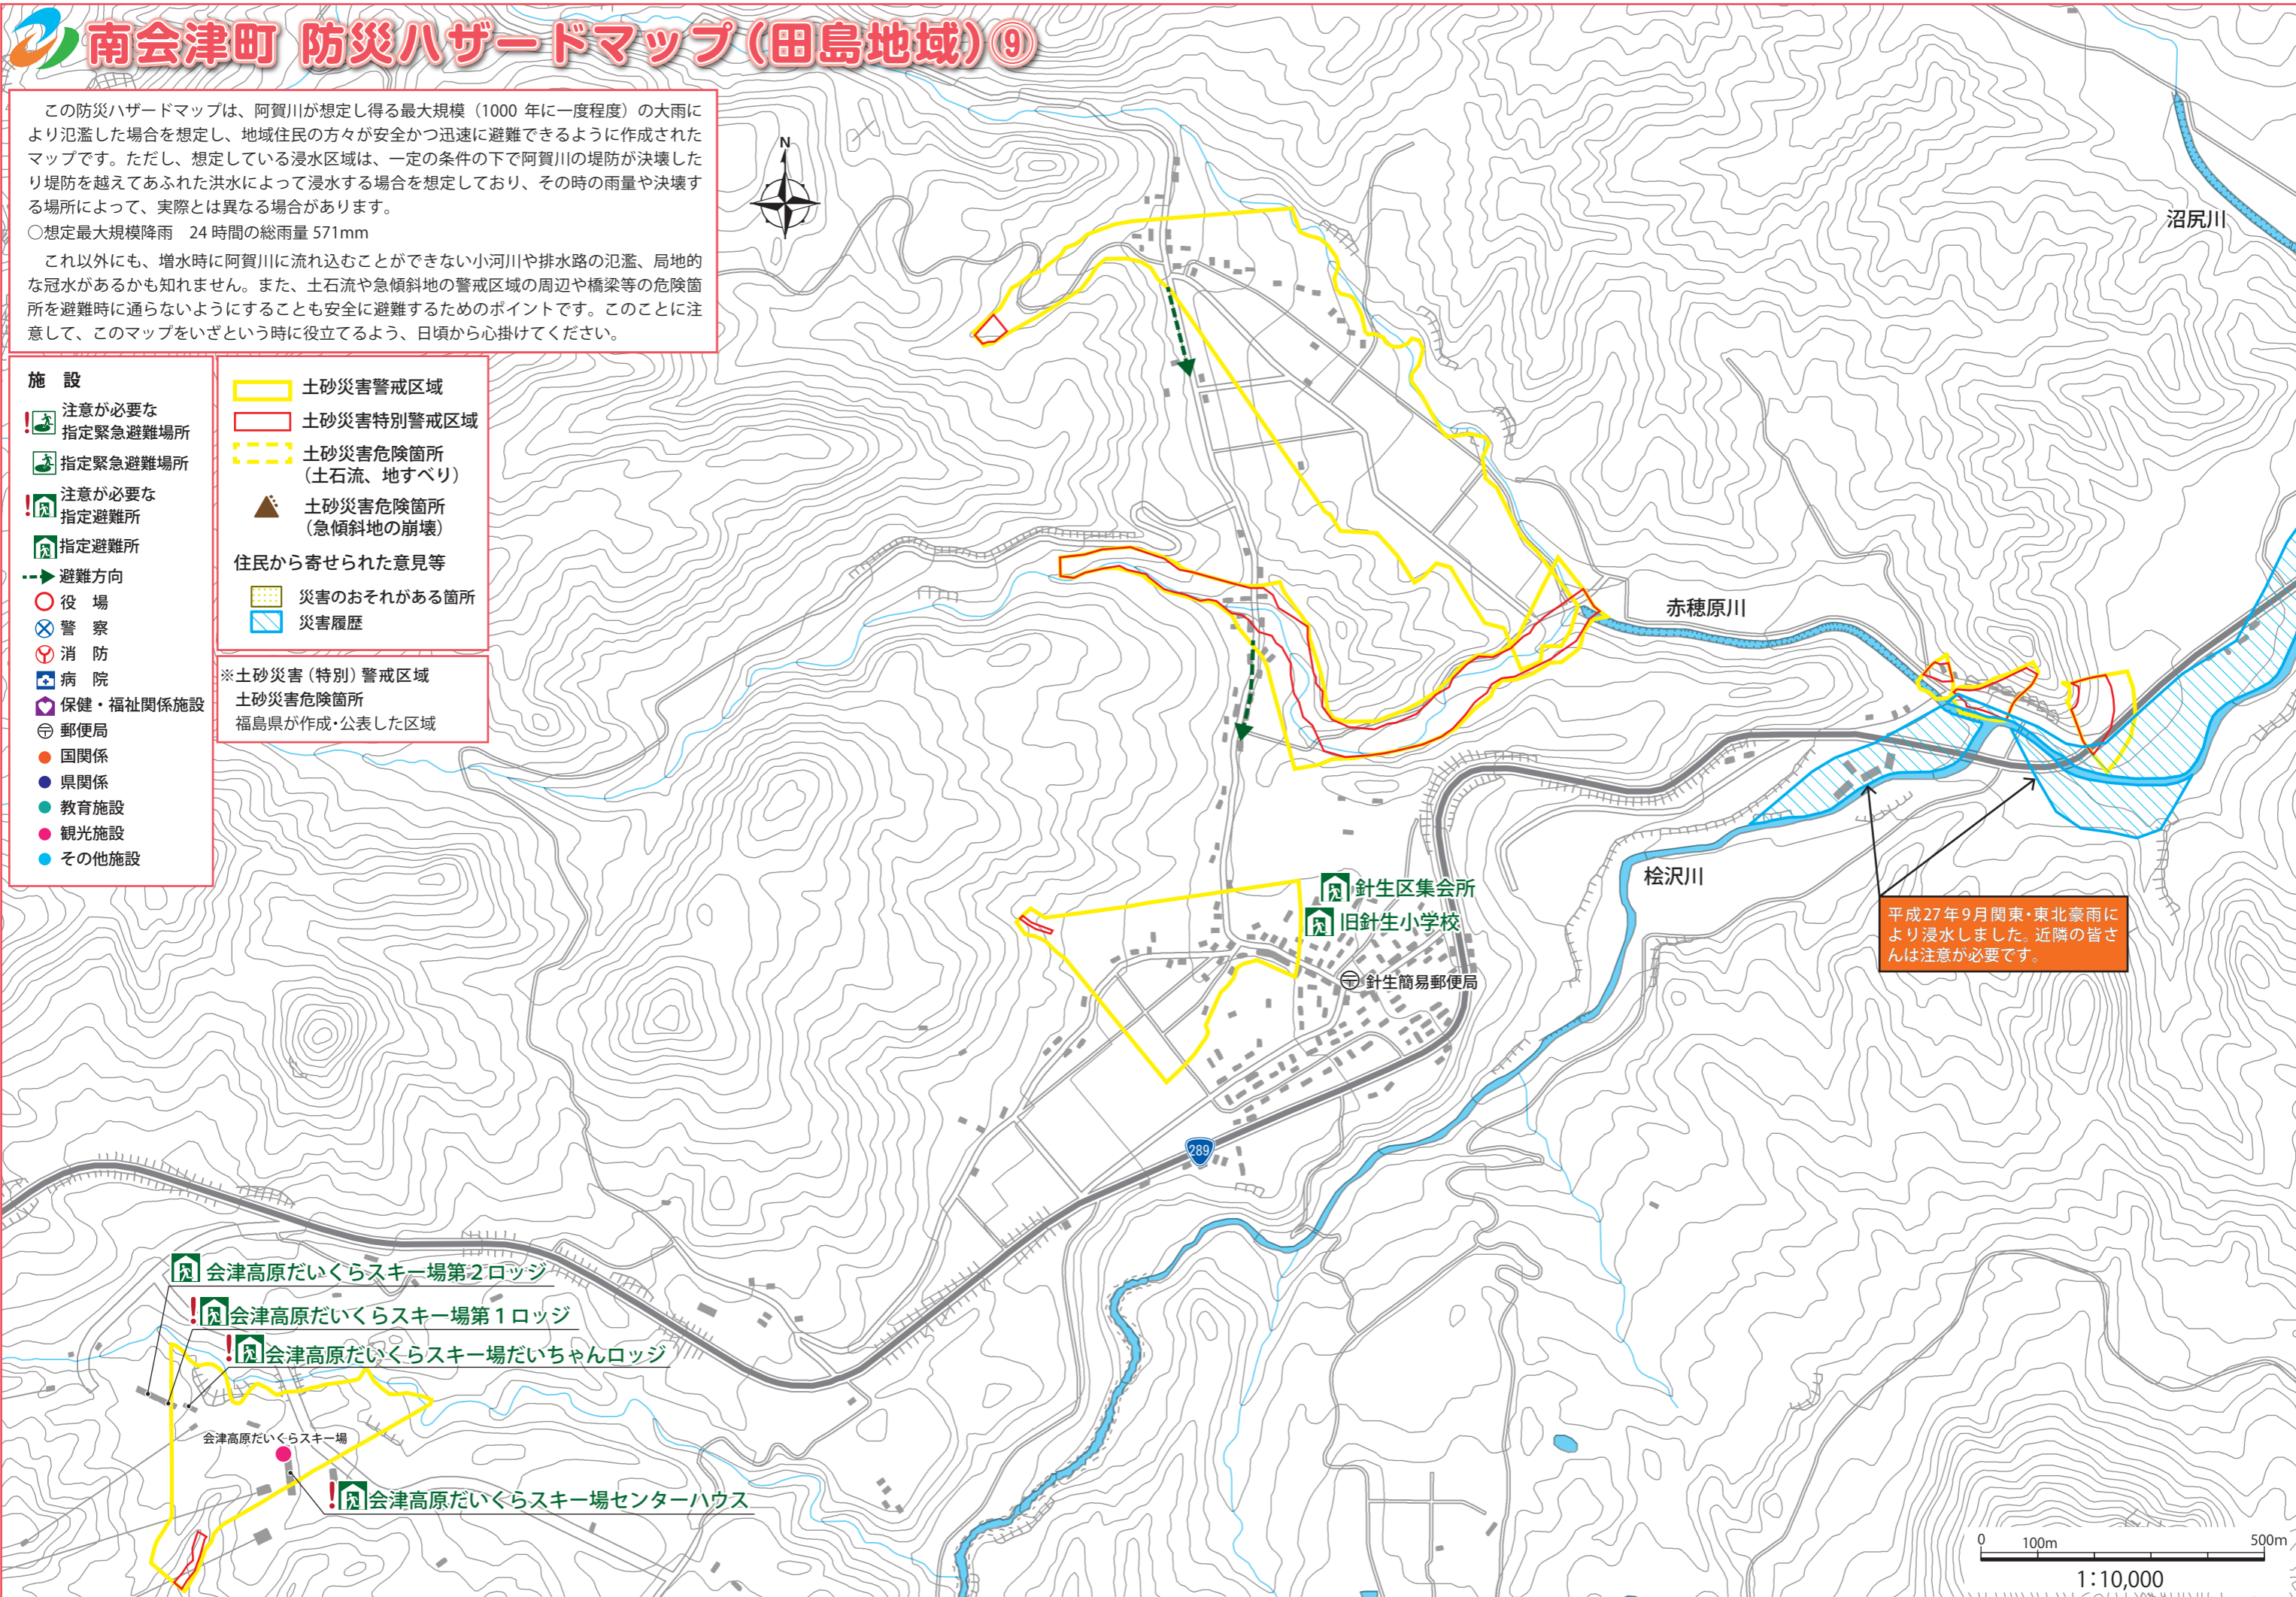 南会津町 防災ハザードマップ(田島地域)⑨
この防災ハザードマップは、阿賀川が想定し得る最大規模（1000 年に一度程度）の大雨に
より氾濫した場合を想定し、地域住民の方々が安全かつ迅速に避難できるように作成された
マップです。ただし、想定している浸水区域は、一定の条件の下で阿賀川の堤防が決壊した
り堤防を越えてあふれた洪水によって浸水する場合を想定しており、その時の雨量や決壊す
る場所によって、実際とは異なる場合があります。
○想定最大規模降雨　24 時間の総雨量 571mm
これ以外にも、増水時に阿賀川に流れ込むことができない小河川や排水路の氾濫、局地的
な冠水があるかも知れません。また、土石流や急傾斜地の警戒区域の周辺や橋梁等の危険箇
所を避難時に通らないようにすることも安全に避難するためのポイントです。このことに注
意して、このマップをいざという時に役立てるよう、日頃から心掛けてください。
N
施　設
注意が必要な
指定緊急避難場所
指定緊急避難場所
注意が必要な
指定避難所
指定避難所
避難方向
役　場
警　察
消　防
病　院
保健・福祉関係施設
郵便局
国関係
県関係
教育施設
観光施設
その他施設
土砂災害警戒区域
土砂災害特別警戒区域
土砂災害危険箇所
（土石流、地すべり）
土砂災害危険箇所
（急傾斜地の崩壊）
住民から寄せられた意見等
災害のおそれがある箇所
災害履歴
※土砂災害（特別）警戒区域
土砂災害危険箇所
福島県が作成・公表した区域
沼尻川
赤穂原川
桧沢川
平成27年9月関東・東北豪雨に
より浸水しました。近隣の皆さ
んは注意が必要です。
針生区集会所
旧針生小学校
針生簡易郵便局
289
会津高原だいくらスキー場第２ロッジ
会津高原だいくらスキー場第１ロッジ
会津高原だいくらスキー場だいちゃんロッジ
会津高原だいくらスキー場
会津高原だいくらスキー場センターハウス
0 100m 500m
1:10,000